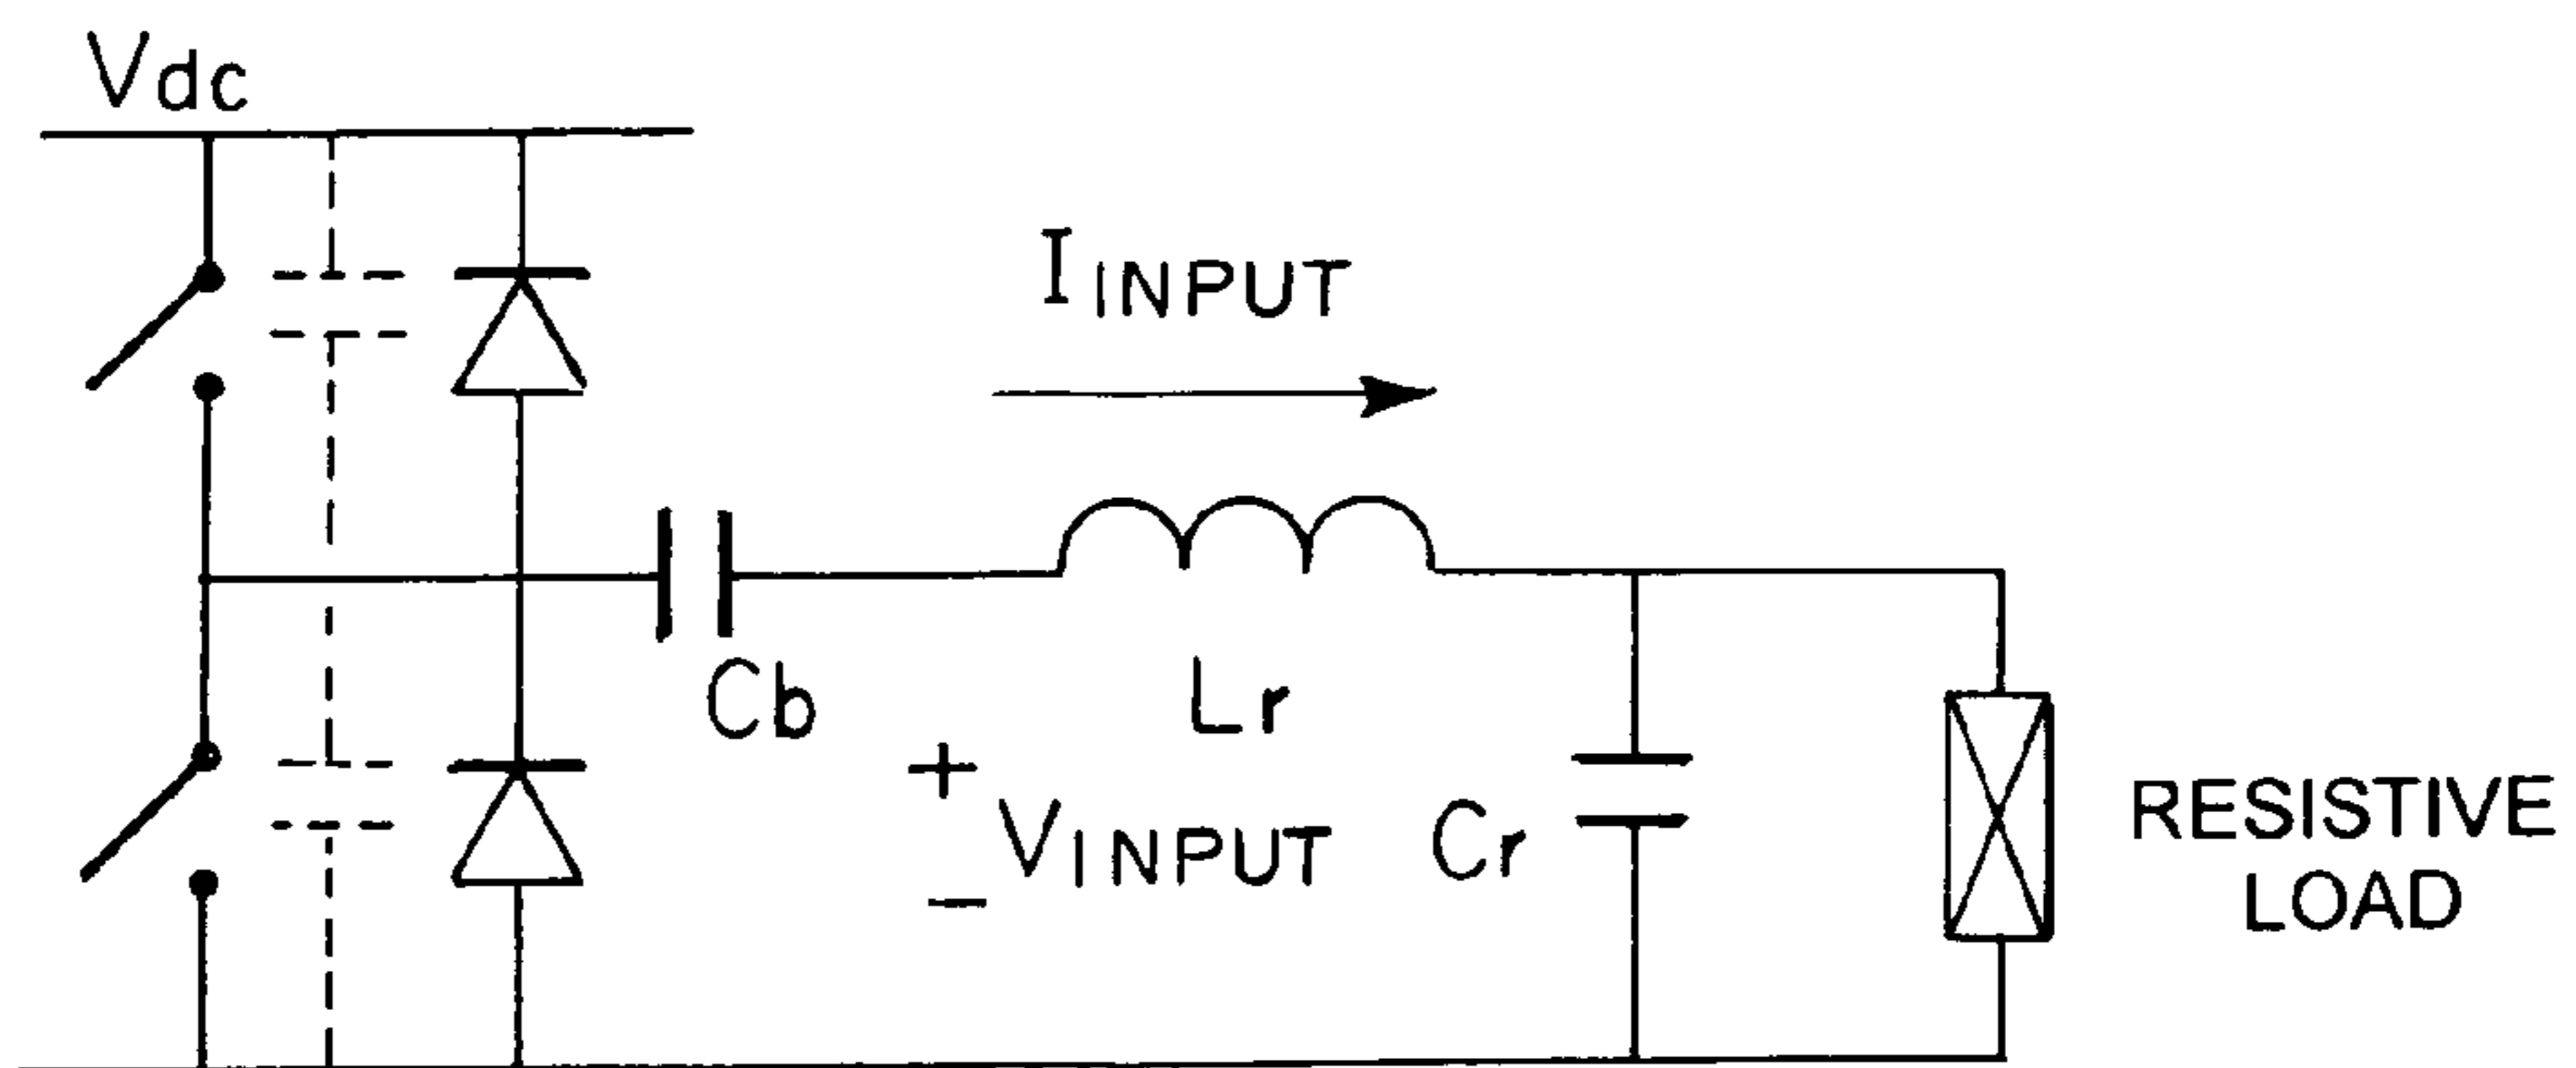 Vdc
IINPUT
Cb
Lr
+
VINPUT
−
Cr
RESISTIVE
LOAD